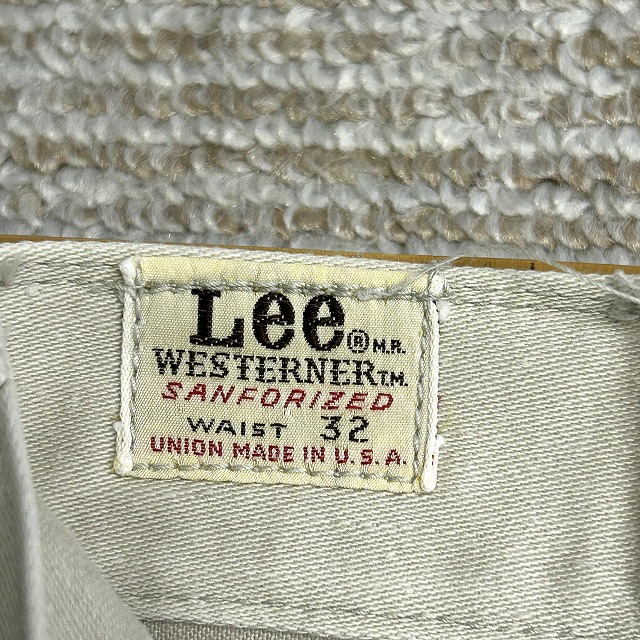 Lee ® M.R.
WESTERNER T.M.
SANFORIZED
WAIST 32
UNION MADE IN U.S.A.